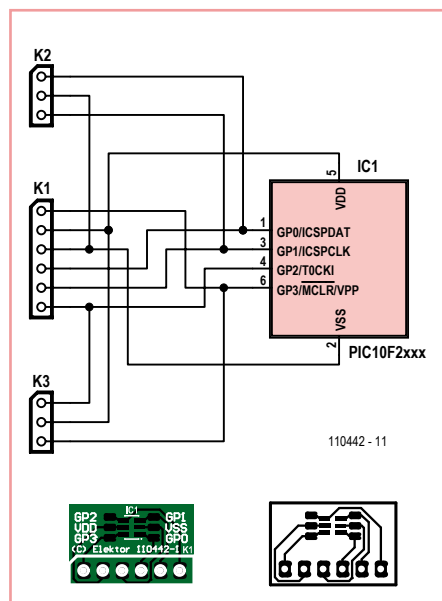 K2
IC1
5
VDD
K1
1
GP0/ICSPDAT
3
GP1/ICSPCLK
4
GP2/T0CKI
6
GP3/MCLR/VPP
VSS
2
PIC10F2xxx
K3
110442 - 11
IC1
GP2
GP1
VDD
VSS
GP3
GP0
(C) Elektor 110442-1
K1